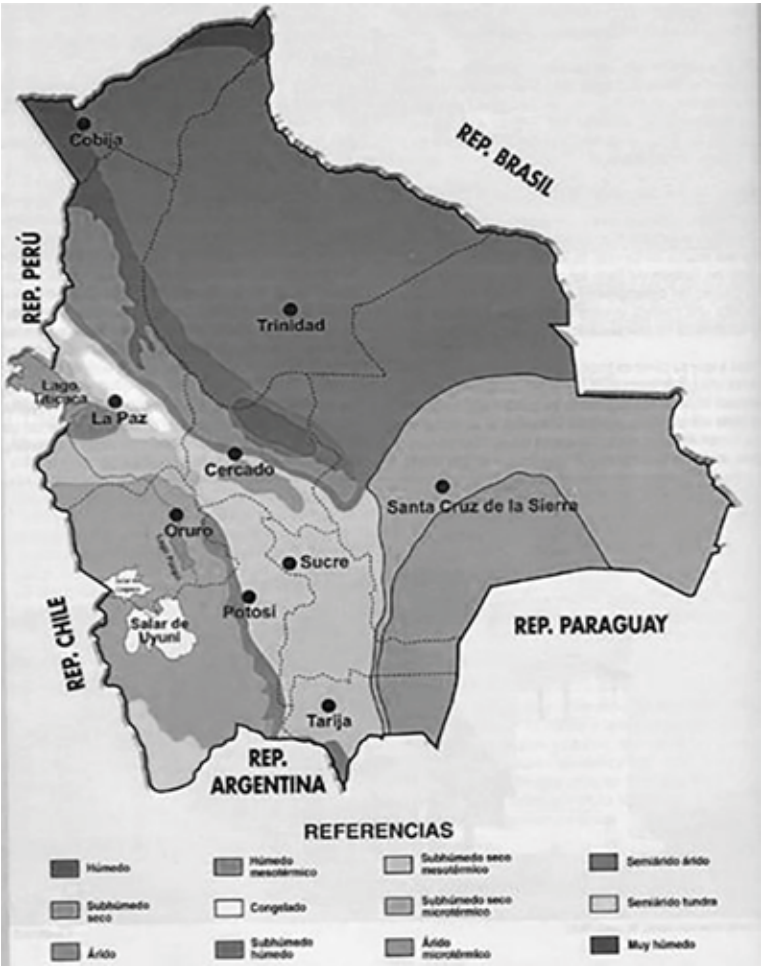 Cobija
REP. BRASIL
REP. PERÚ
Trinidad
Lago
Titicaca
La Paz
Cercado
Santa Cruz de la Sierra
Oruro
Lago Poopó
Sucre
Potosí
Salar de
Uyuni
REP. CHILE
REP. PARAGUAY
Tarija
REP.
ARGENTINA
REFERENCIAS
Húmedo
Húmedo
mesotérmico
Subhúmedo seco
mesotérmico
Semiárido árido
Subhúmedo
seco
Congelado
Subhúmedo seco
microtérmico
Semiárido tundra
Árido
Subhúmedo
húmedo
Árido
microtérmico
Muy húmedo